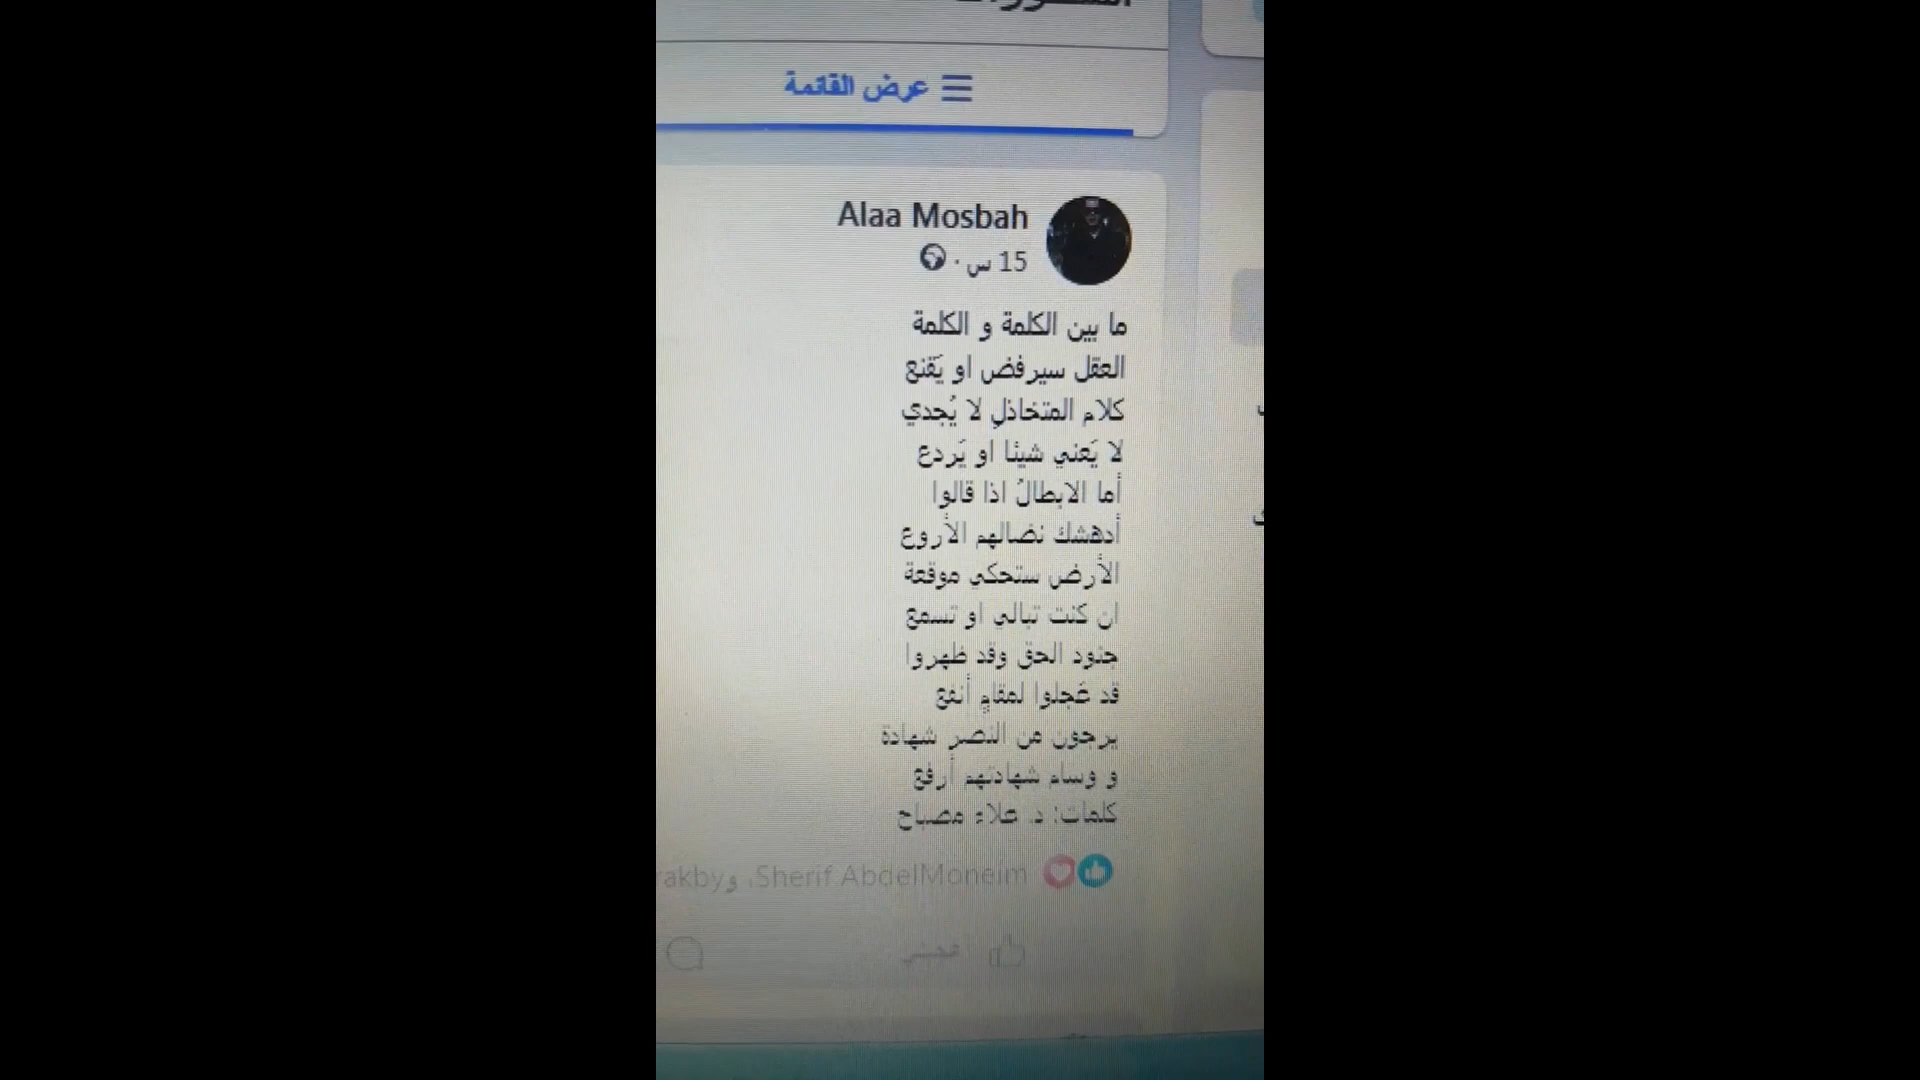 عرض القائمة
Alaa Mosbah
15 س ·
ما بين الكلمة و الكلمة
العقل سيرفض او يَقنع
كلام المتخاذلِ لا يُجدي
لا يَعني شيئا او يَردع
أما الابطالُ اذا قالوا
أدهشك نضالهم الأروع
الأرض ستحكي موقعة
ان كنت تبالي او تسمع
جنود الحق وقد ظهروا
قد عَجلوا لمقامٍ أنفع
يرجون من النصر شهادة
و وسام شهادتهم أرفع
كلمات: د. علاء مصباح
Sherif AbdelMoneim، و